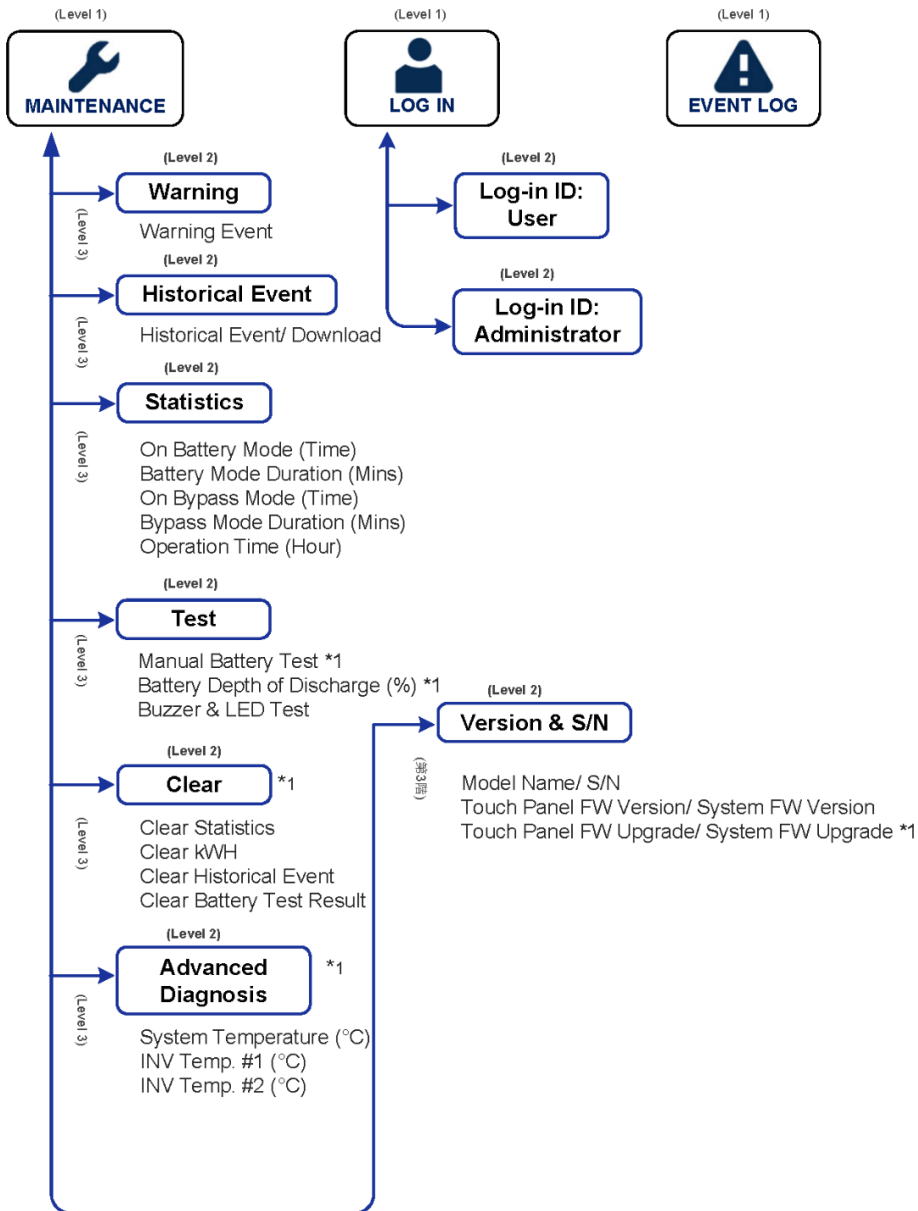 (Level 1)
MAINTENANCE
(Level 1)
LOG IN
(Level 1)
EVENT LOG
(Level 2)
Warning
(Level 3)
Warning Event
(Level 2)
Historical Event
(Level 3)
Historical Event/ Download
(Level 2)
Statistics
(Level 3)
On Battery Mode (Time)
Battery Mode Duration (Mins)
On Bypass Mode (Time)
Bypass Mode Duration (Mins)
Operation Time (Hour)
(Level 2)
Test
(Level 3)
Manual Battery Test *1
Battery Depth of Discharge (%) *1
Buzzer & LED Test
(Level 2)
Clear *1
(Level 3)
Clear Statistics
Clear kWH
Clear Historical Event
Clear Battery Test Result
(Level 2)
Advanced
Diagnosis
*1
(Level 3)
System Temperature (°C)
INV Temp. #1 (°C)
INV Temp. #2 (°C)
(Level 2)
Log-in ID:
User
(Level 2)
Log-in ID:
Administrator
(Level 2)
Version & S/N
(第3階)
Model Name/ S/N
Touch Panel FW Version/ System FW Version
Touch Panel FW Upgrade/ System FW Upgrade *1